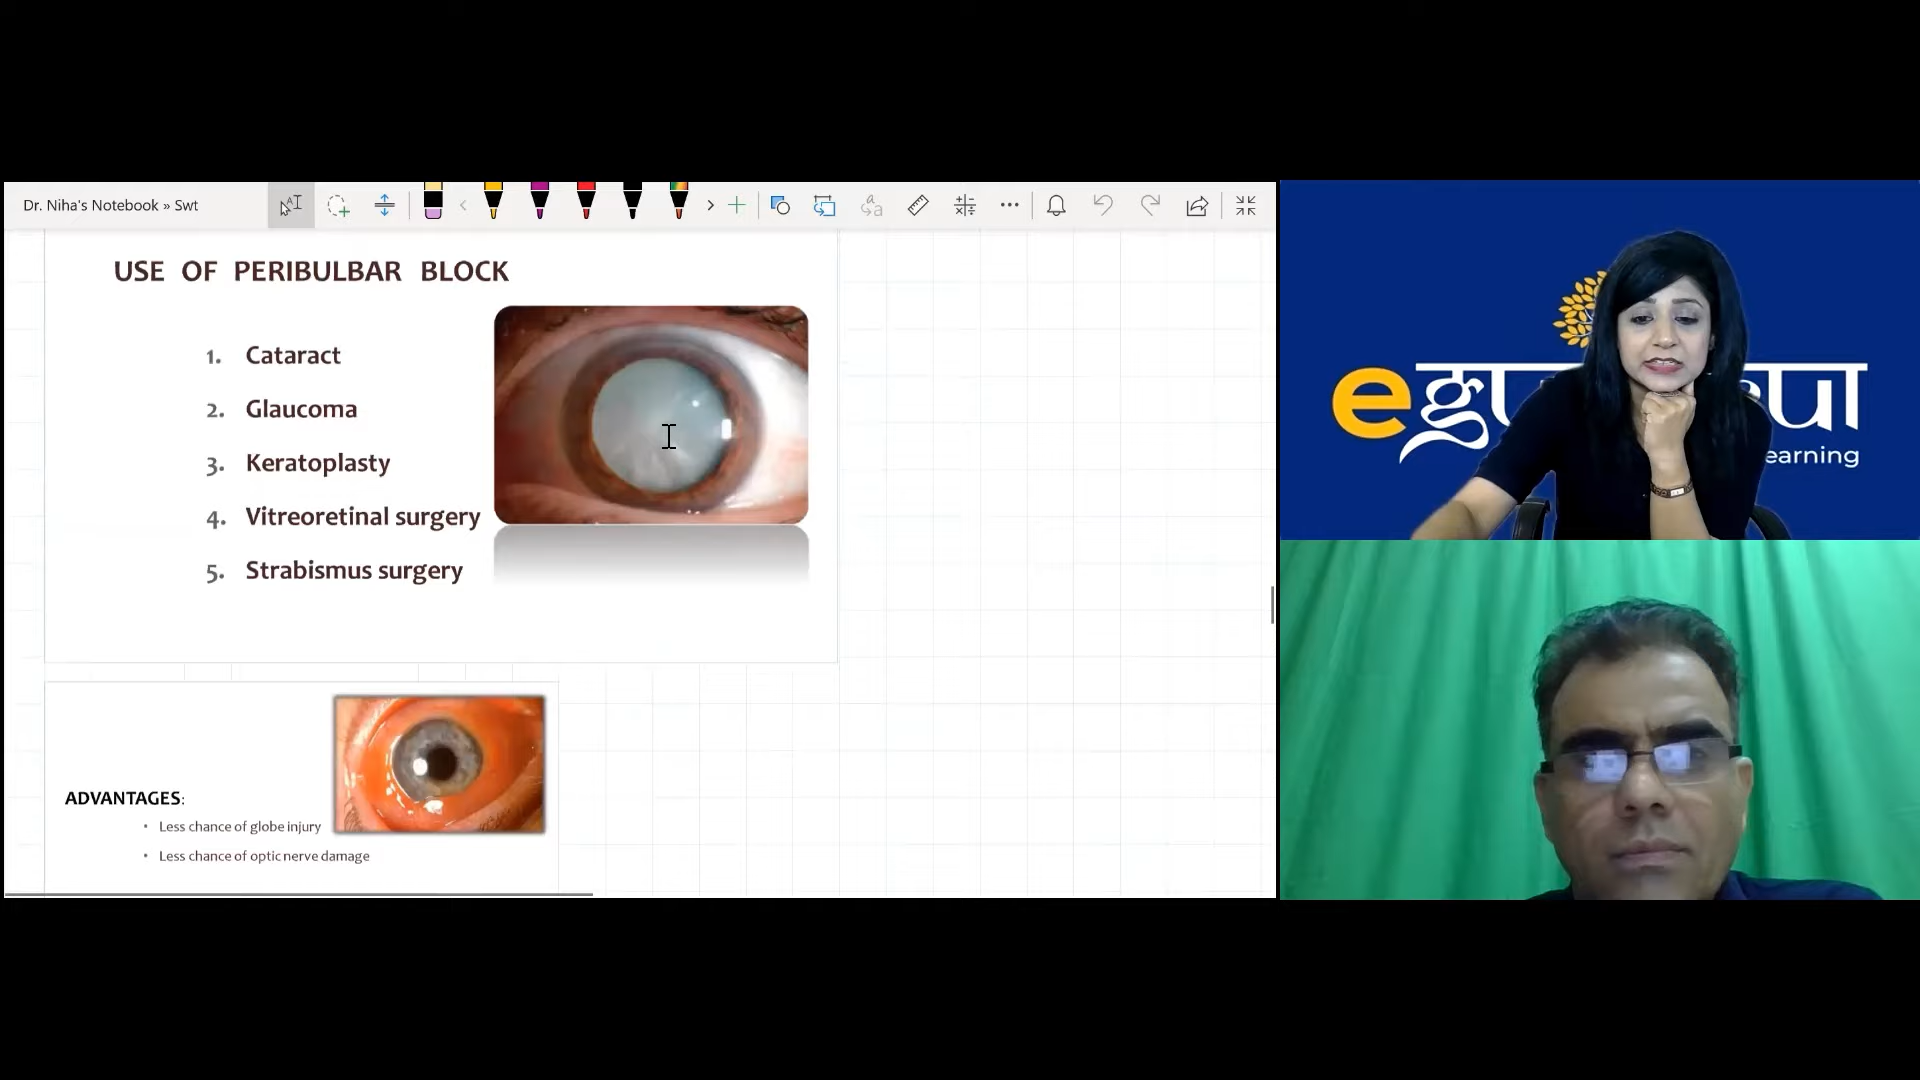 Dr. Niha's Notebook » Swt
USE OF PERIBULBAR BLOCK
1. Cataract
2. Glaucoma
3. Keratoplasty
4. Vitreoretinal surgery
5. Strabismus surgery
ADVANTAGES:
• Less chance of globe injury
• Less chance of optic nerve damage
earning